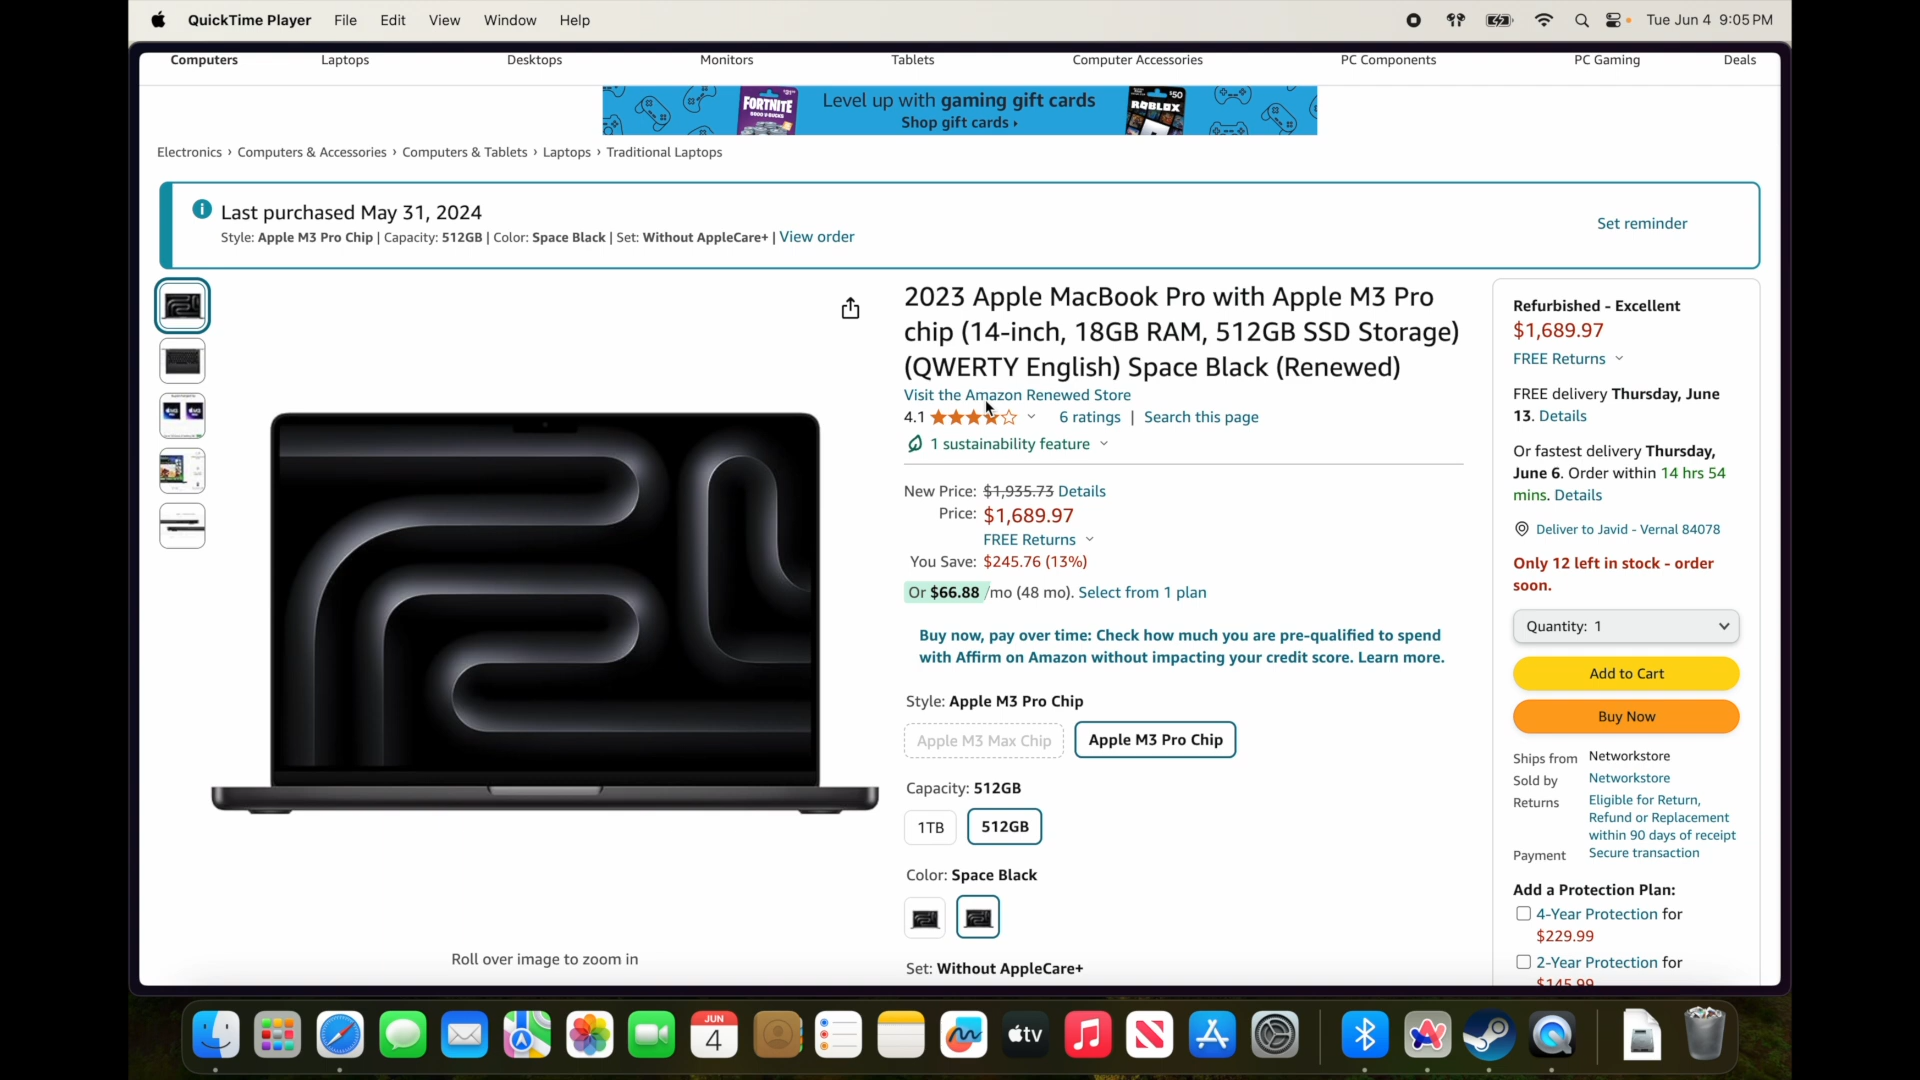 QuickTime Player File Edit View Window Help Tue Jun 4 9:05 PM
Computers Laptops Desktops Monitors Tablets Computer Accessories PC Components PC Gaming Deals
FORTNITE
Level up with gaming gift cards
Shop gift cards ›
$50
ROBLOX
Electronics › Computers & Accessories › Computers & Tablets › Laptops › Traditional Laptops
Last purchased May 31, 2024
Style: Apple M3 Pro Chip | Capacity: 512GB | Color: Space Black | Set: Without AppleCare+ | View order
Set reminder
2023 Apple MacBook Pro with Apple M3 Pro
chip (14-inch, 18GB RAM, 512GB SSD Storage)
(QWERTY English) Space Black (Renewed)
Visit the Amazon Renewed Store
4.1 6 ratings | Search this page
1 sustainability feature
New Price: $1,935.73 Details
Price: $1,689.97
FREE Returns
You Save: $245.76 (13%)
Or $66.88 /mo (48 mo). Select from 1 plan
Buy now, pay over time: Check how much you are pre-qualified to spend
with Affirm on Amazon without impacting your credit score. Learn more.
Style: Apple M3 Pro Chip
Apple M3 Max Chip Apple M3 Pro Chip
Capacity: 512GB
1TB 512GB
Color: Space Black
Set: Without AppleCare+
Roll over image to zoom in
Refurbished - Excellent
$1,689.97
FREE Returns
FREE delivery Thursday, June
13. Details
Or fastest delivery Thursday,
June 6. Order within 14 hrs 54
mins. Details
Deliver to Javid - Vernal 84078
Only 12 left in stock - order
soon.
Quantity: 1
Add to Cart
Buy Now
Ships from Networkstore
Sold by Networkstore
Returns Eligible for Return,
Refund or Replacement
within 90 days of receipt
Payment Secure transaction
Add a Protection Plan:
4-Year Protection for
$229.99
2-Year Protection for
$145.99
JUN
4
tv